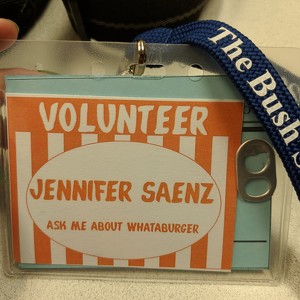 The Bush
VOLUNTEER
JENNIFER SAENZ
ASK ME ABOUT WHATABURGER